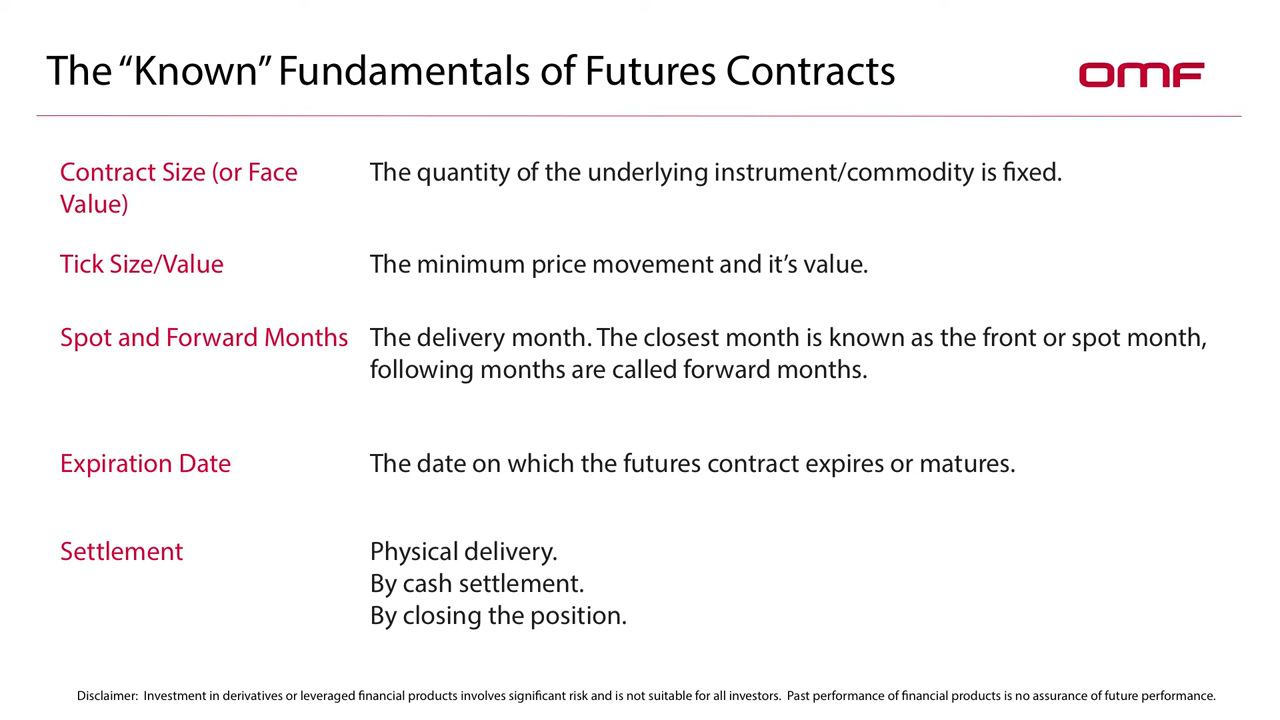 The “Known” Fundamentals of Futures Contracts
OMF
Contract Size (or Face
Value)
The quantity of the underlying instrument/commodity is fixed.
Tick Size/Value
The minimum price movement and it’s value.
Spot and Forward Months
The delivery month. The closest month is known as the front or spot month,
following months are called forward months.
Expiration Date
The date on which the futures contract expires or matures.
Settlement
Physical delivery.
By cash settlement.
By closing the position.
Disclaimer: Investment in derivatives or leveraged financial products involves significant risk and is not suitable for all investors. Past performance of financial products is no assurance of future performance.